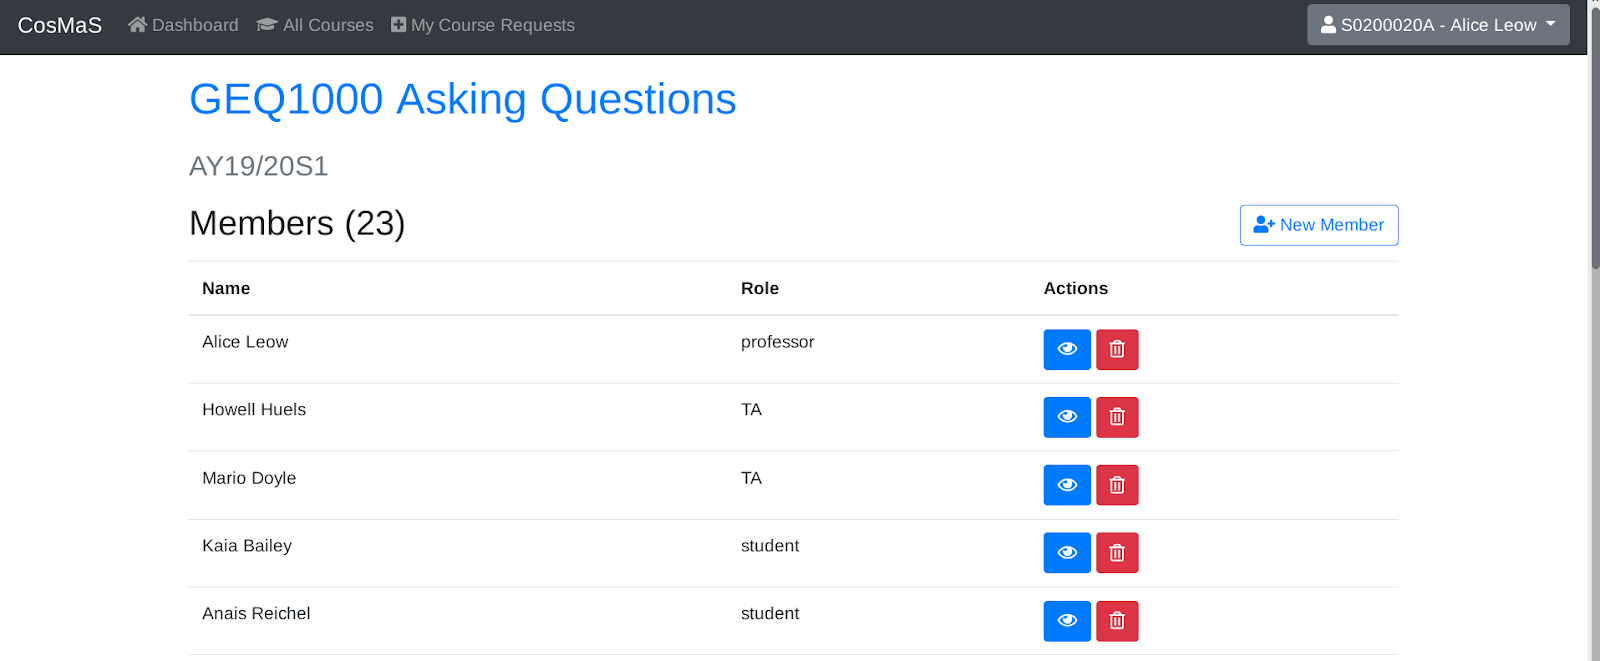 CosMaS Dashboard All Courses My Course Requests S0200020A - Alice Leow
GEQ1000 Asking Questions
AY19/20S1
Members (23)
New Member
Name Role Actions
Alice Leow professor
Howell Huels TA
Mario Doyle TA
Kaia Bailey student
Anais Reichel student